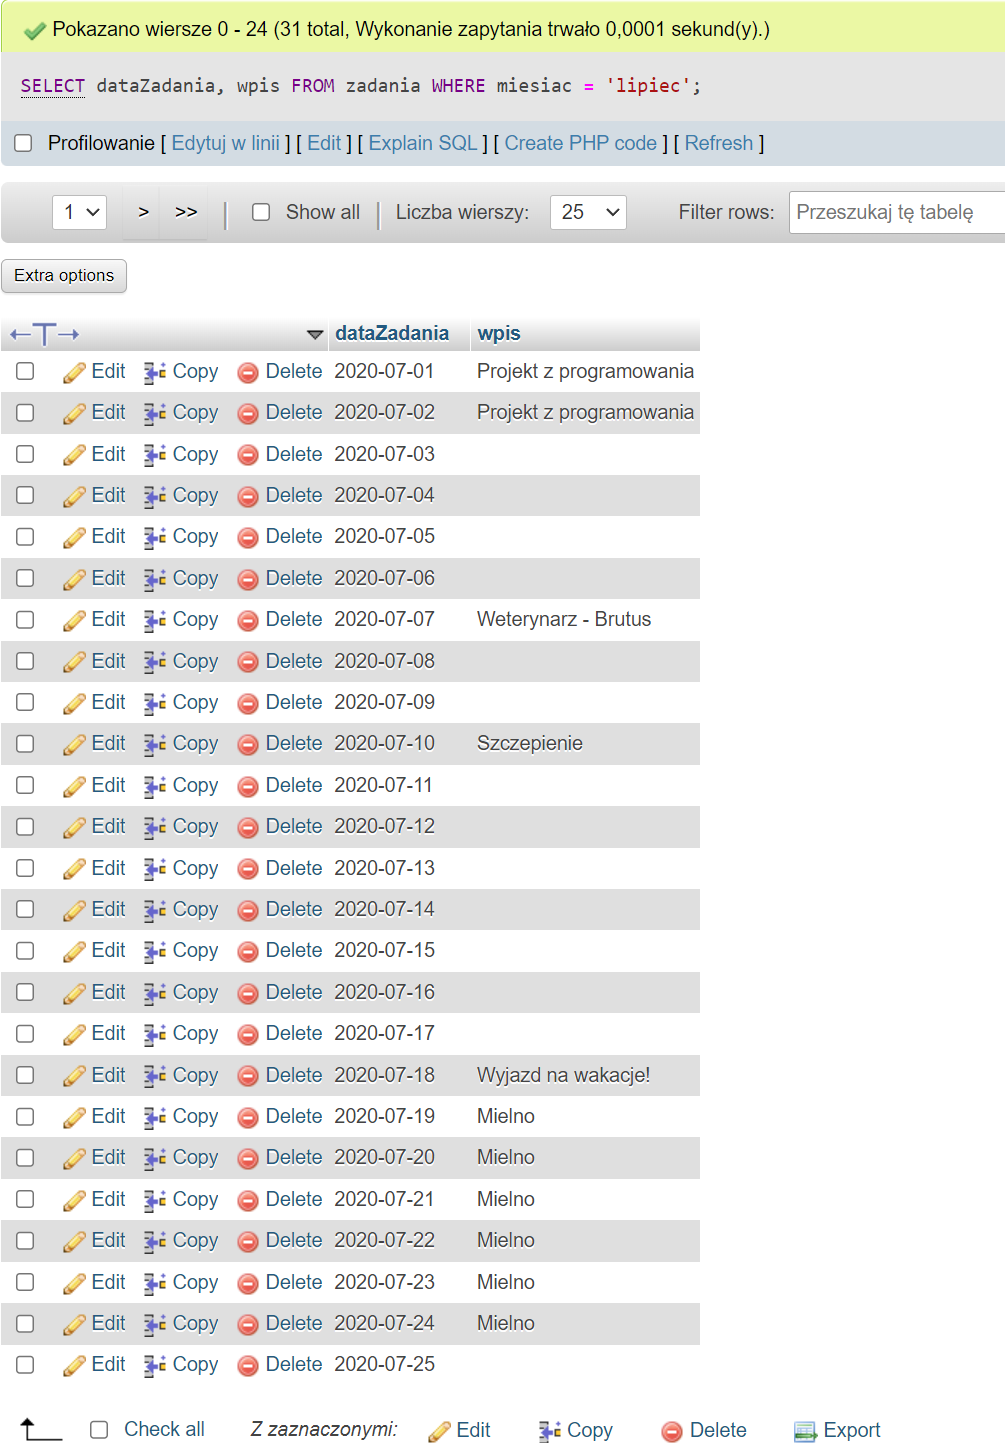 Pokazano wiersze 0 - 24 (31 total, Wykonanie zapytania trwało 0,0001 sekund(y).)
SELECT dataZadania, wpis FROM zadania WHERE miesiac = 'lipiec';
Profilowanie [ Edytuj w linii ] [ Edit ] [ Explain SQL ] [ Create PHP code ] [ Refresh ]
1 > >> Show all Liczba wierszy: 25 Filter rows: Przeszukaj tę tabelę
Extra options
←T→ dataZadania wpis
Edit Copy Delete 2020-07-01 Projekt z programowania
Edit Copy Delete 2020-07-02 Projekt z programowania
Edit Copy Delete 2020-07-03
Edit Copy Delete 2020-07-04
Edit Copy Delete 2020-07-05
Edit Copy Delete 2020-07-06
Edit Copy Delete 2020-07-07 Weterynarz - Brutus
Edit Copy Delete 2020-07-08
Edit Copy Delete 2020-07-09
Edit Copy Delete 2020-07-10 Szczepienie
Edit Copy Delete 2020-07-11
Edit Copy Delete 2020-07-12
Edit Copy Delete 2020-07-13
Edit Copy Delete 2020-07-14
Edit Copy Delete 2020-07-15
Edit Copy Delete 2020-07-16
Edit Copy Delete 2020-07-17
Edit Copy Delete 2020-07-18 Wyjazd na wakacje!
Edit Copy Delete 2020-07-19 Mielno
Edit Copy Delete 2020-07-20 Mielno
Edit Copy Delete 2020-07-21 Mielno
Edit Copy Delete 2020-07-22 Mielno
Edit Copy Delete 2020-07-23 Mielno
Edit Copy Delete 2020-07-24 Mielno
Edit Copy Delete 2020-07-25
Check all Z zaznaczonymi: Edit Copy Delete Export